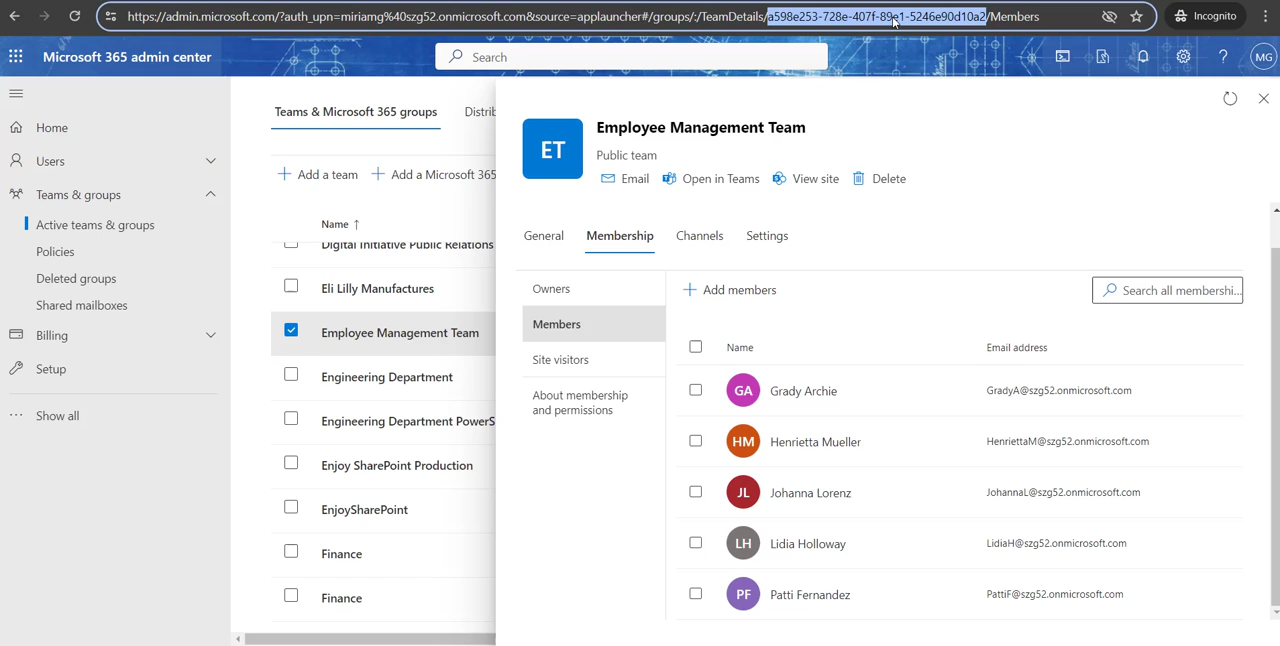 https://admin.microsoft.com/?auth_upn=miriamg%40szg52.onmicrosoft.com&source=applauncher#/groups/:/TeamDetails/a598e253-728e-407f-89e1-5246e90d10a2/Members
Incognito
Microsoft 365 admin center
Search
MG
Home
Users
Teams & groups
Active teams & groups
Policies
Deleted groups
Shared mailboxes
Billing
Setup
Show all
Teams & Microsoft 365 groups
Distrib
Add a team
Add a Microsoft 365
Name ↑
Digital Initiative Public Relations
Eli Lilly Manufactures
Employee Management Team
Engineering Department
Engineering Department PowerS
Enjoy SharePoint Production
EnjoySharePoint
Finance
Finance
ET
Employee Management Team
Public team
Email
Open in Teams
View site
Delete
General
Membership
Channels
Settings
Owners
Members
Site visitors
About membership
and permissions
Add members
Search all membershi...
Name
Email address
GA
Grady Archie
GradyA@szg52.onmicrosoft.com
HM
Henrietta Mueller
HenriettaM@szg52.onmicrosoft.com
JL
Johanna Lorenz
JohannaL@szg52.onmicrosoft.com
LH
Lidia Holloway
LidiaH@szg52.onmicrosoft.com
PF
Patti Fernandez
PattiF@szg52.onmicrosoft.com